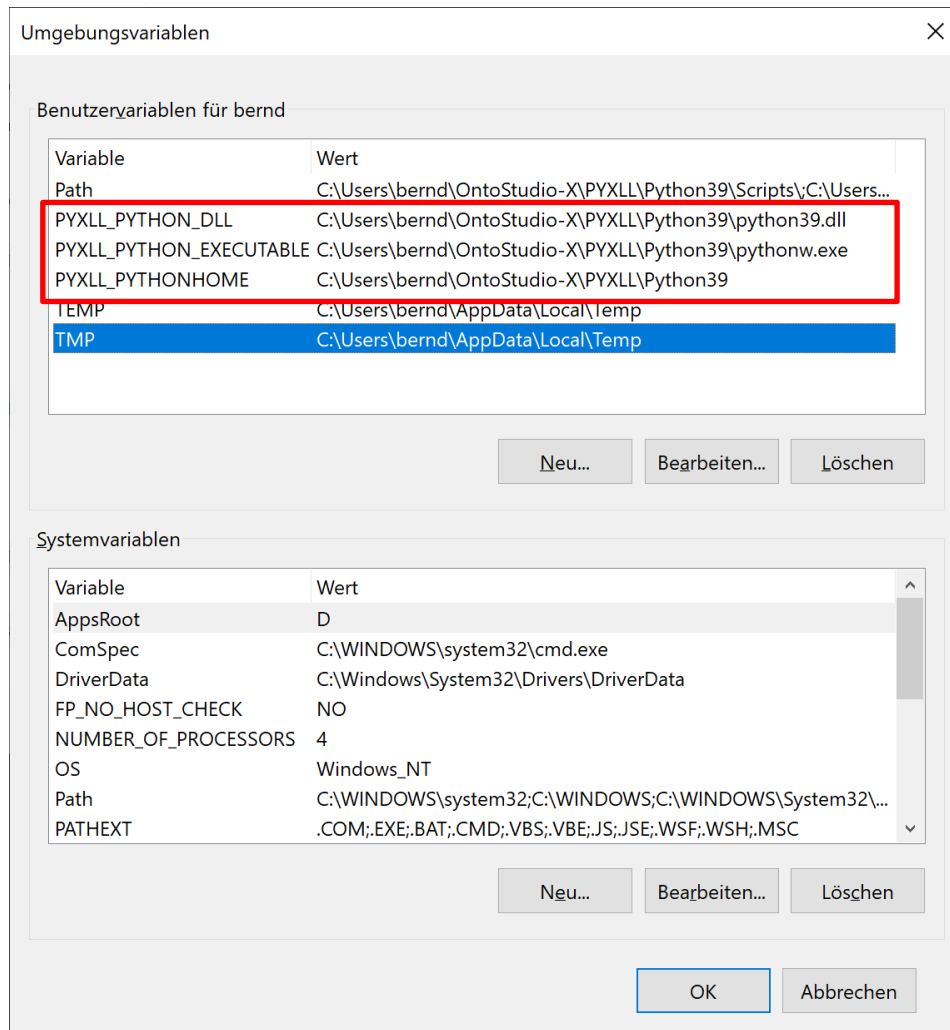 Umgebungsvariablen
Benutzervariablen für bernd
Variable Wert
Path C:\Users\bernd\OntoStudio-X\PYXLL\Python39\Scripts\;C:\Users...
PYXLL_PYTHON_DLL C:\Users\bernd\OntoStudio-X\PYXLL\Python39\python39.dll
PYXLL_PYTHON_EXECUTABLE C:\Users\bernd\OntoStudio-X\PYXLL\Python39\pythonw.exe
PYXLL_PYTHONHOME C:\Users\bernd\OntoStudio-X\PYXLL\Python39
TEMP C:\Users\bernd\AppData\Local\Temp
TMP C:\Users\bernd\AppData\Local\Temp
Neu... Bearbeiten... Löschen
Systemvariablen
Variable Wert
AppsRoot D
ComSpec C:\WINDOWS\system32\cmd.exe
DriverData C:\Windows\System32\Drivers\DriverData
FP_NO_HOST_CHECK NO
NUMBER_OF_PROCESSORS 4
OS Windows_NT
Path C:\WINDOWS\system32;C:\WINDOWS;C:\WINDOWS\System32\...
PATHEXT .COM;.EXE;.BAT;.CMD;.VBS;.VBE;.JS;.JSE;.WSF;.WSH;.MSC
Neu... Bearbeiten... Löschen
OK Abbrechen